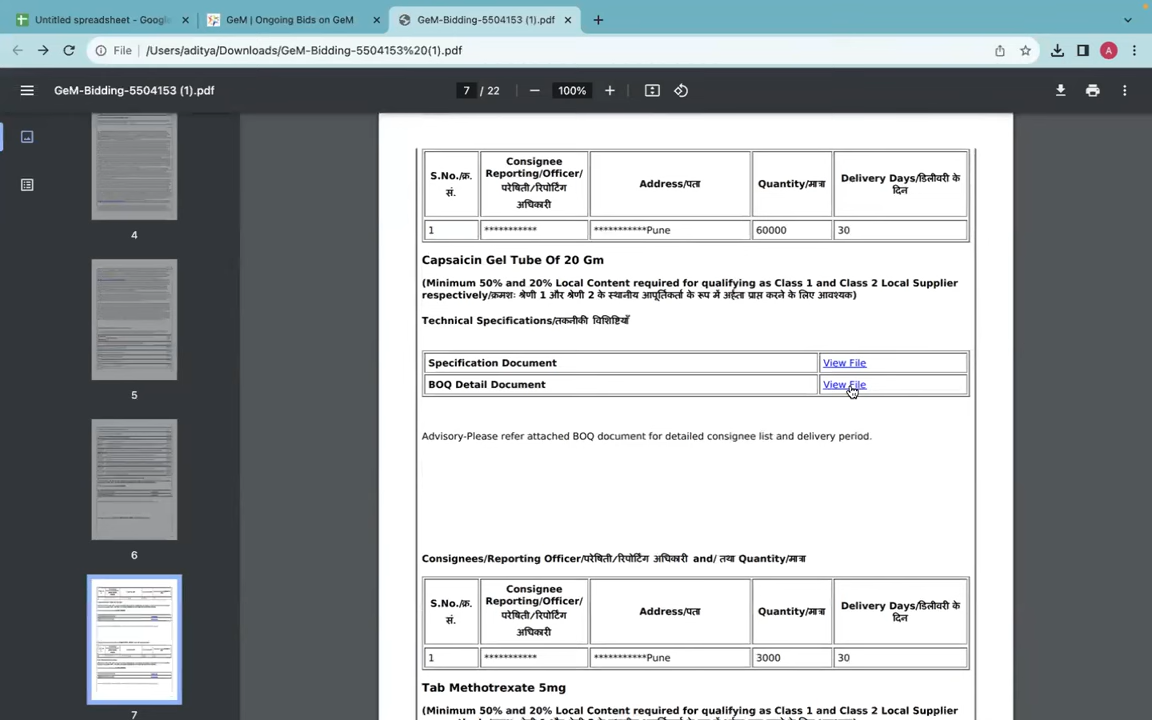 Untitled spreadsheet - Google
GeM | Ongoing Bids on GeM
GeM-Bidding-5504153 (1).pdf
File
/Users/aditya/Downloads/GeM-Bidding-5504153%20(1).pdf
A
GeM-Bidding-5504153 (1).pdf
7 / 22
100%
4
5
6
7
S.No./क्र. सं.
Consignee Reporting/Officer/ परेषिती/रिपोर्टिंग अधिकारी
Address/पता
Quantity/मात्रा
Delivery Days/डिलीवरी के दिन
1 *********** ***********Pune 60000 30
Capsaicin Gel Tube Of 20 Gm
(Minimum 50% and 20% Local Content required for qualifying as Class 1 and Class 2 Local Supplier
respectively/क्रमशः श्रेणी 1 और श्रेणी 2 के स्थानीय आपूर्तिकर्ता के रूप में अर्हता प्राप्त करने के लिए आवश्यक)
Technical Specifications/तकनीकी विशिष्टियाँ
Specification Document View File
BOQ Detail Document View File
Advisory-Please refer attached BOQ document for detailed consignee list and delivery period.
Consignees/Reporting Officer/परेषिती/रिपोर्टिंग अधिकारी and/ तथा Quantity/मात्रा
S.No./क्र. सं.
Consignee Reporting/Officer/ परेषिती/रिपोर्टिंग अधिकारी
Address/पता
Quantity/मात्रा
Delivery Days/डिलीवरी के दिन
1 *********** ***********Pune 3000 30
Tab Methotrexate 5mg
(Minimum 50% and 20% Local Content required for qualifying as Class 1 and Class 2 Local Supplier